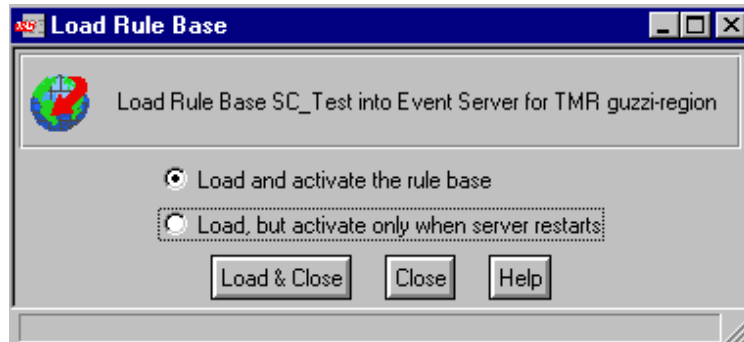 Load Rule Base
Load Rule Base SC_Test into Event Server for TMR guzzi-region
Load and activate the rule base
Load, but activate only when server restarts
Load & Close Close Help